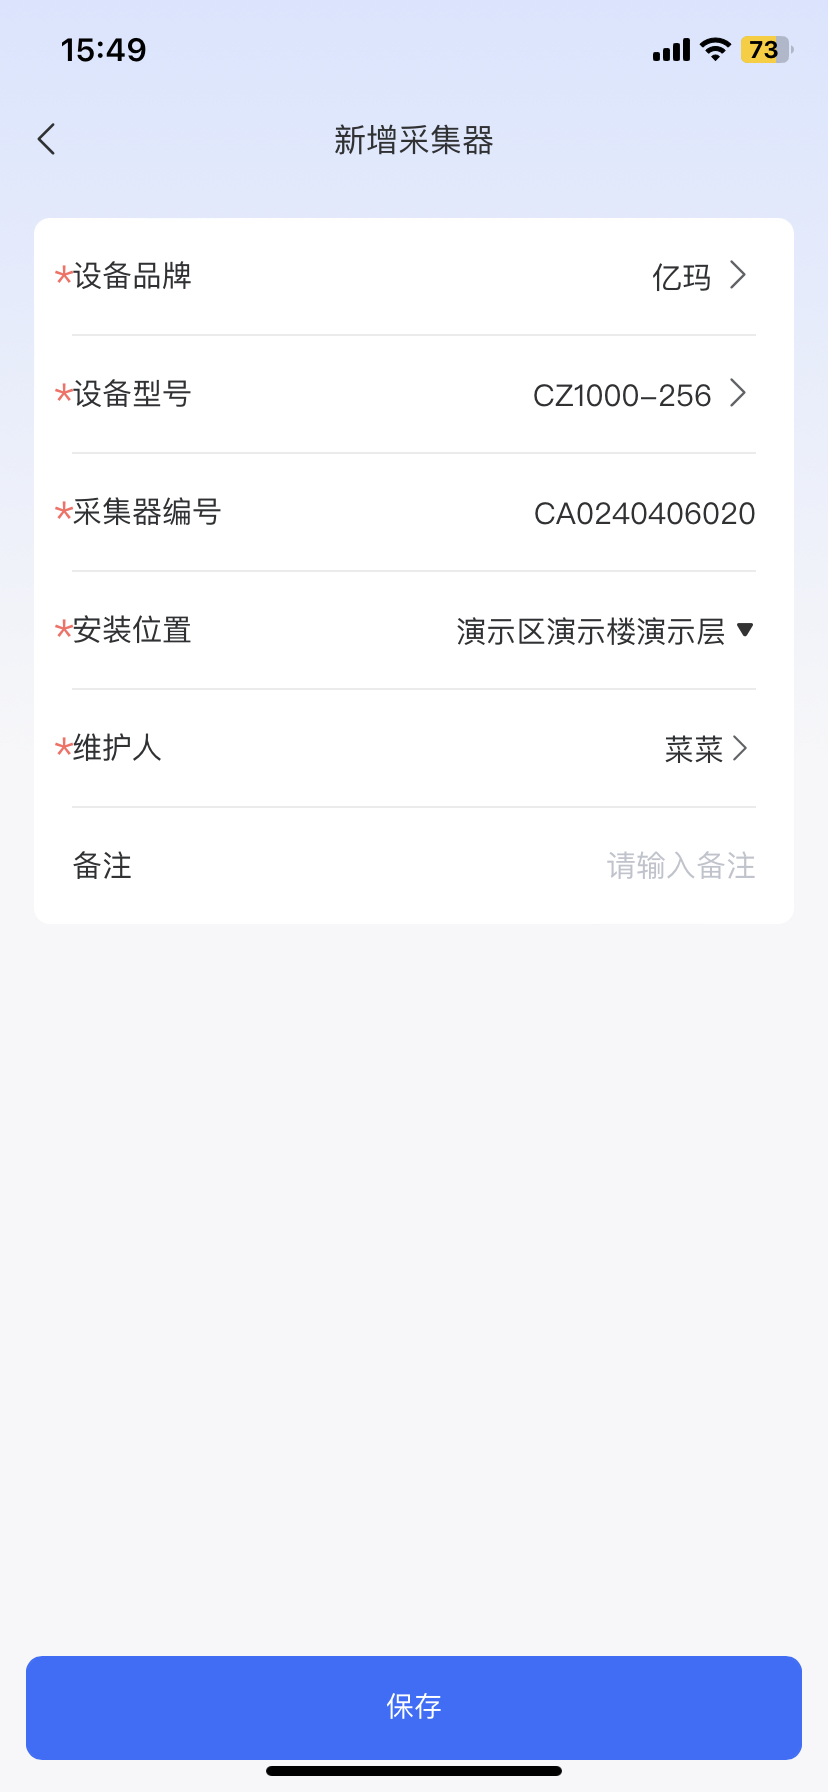 15:49
73
新增采集器
*设备品牌 亿玛
*设备型号 CZ1000-256
*采集器编号 CA0240406020
*安装位置 演示区演示楼演示层
*维护人 菜菜
备注 请输入备注
保存